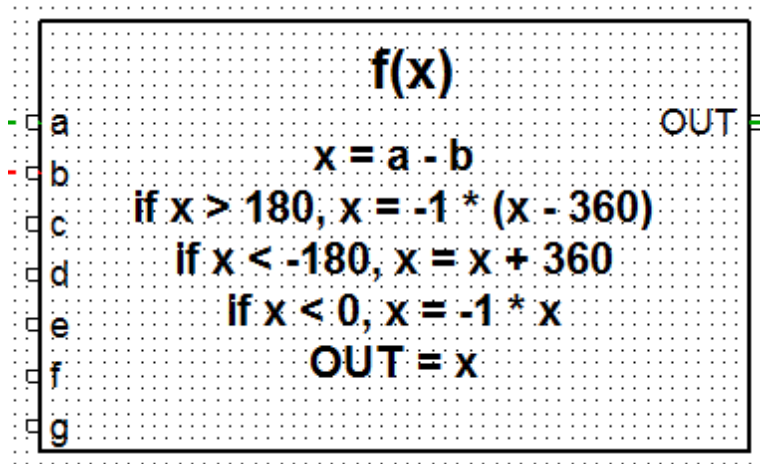 f(x)
a
OUT
x = a - b
b
if x > 180, x = -1 * (x - 360)
c
if x < -180, x = x + 360
d
if x < 0, x = -1 * x
e
OUT = x
f
g